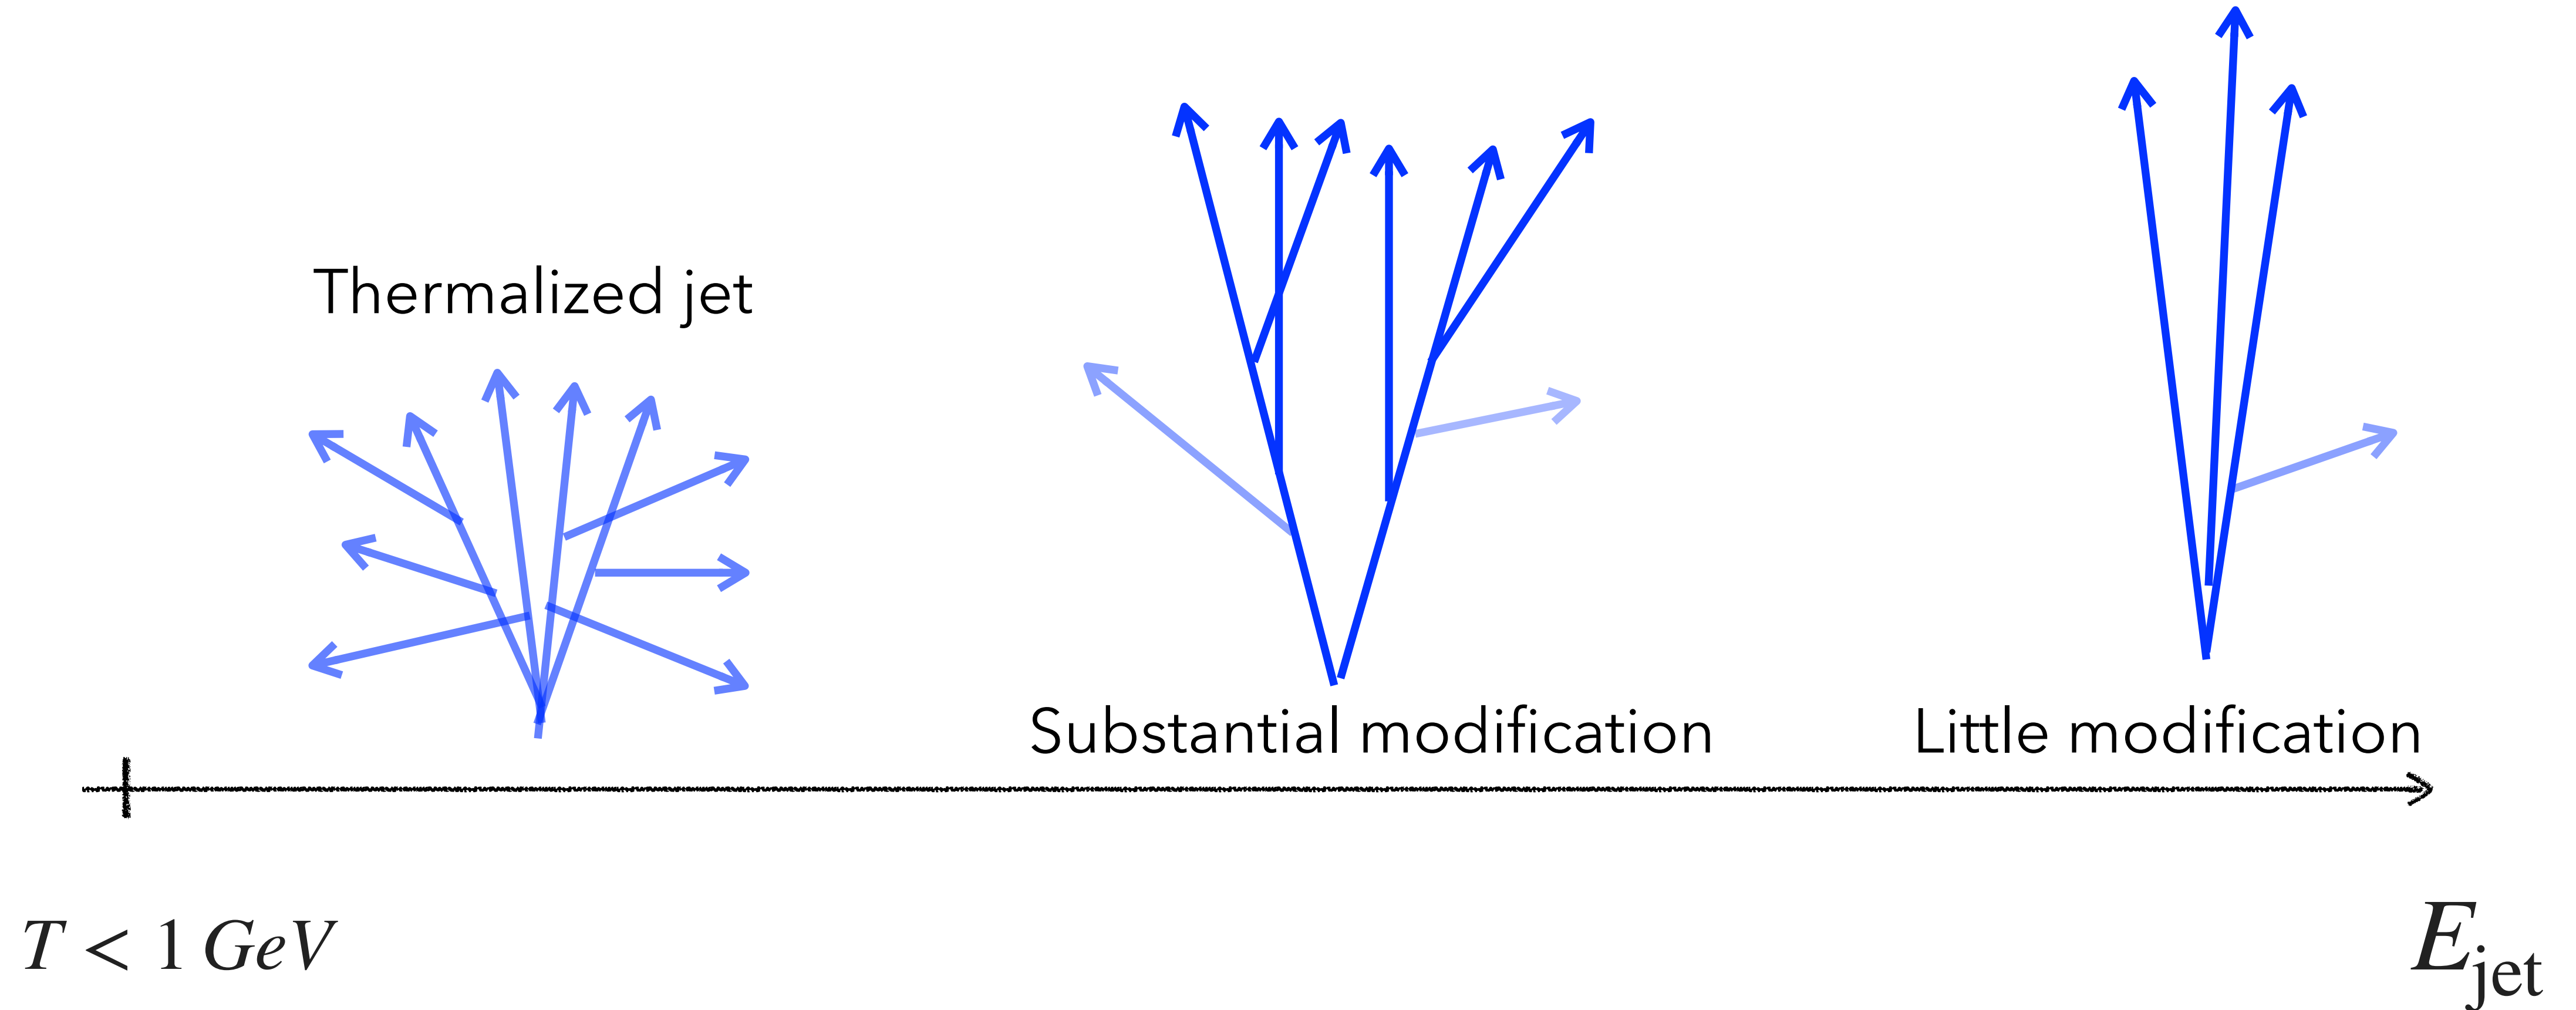 Thermalized jet
Substantial modification
Little modification
T < 1 GeV
E_jet